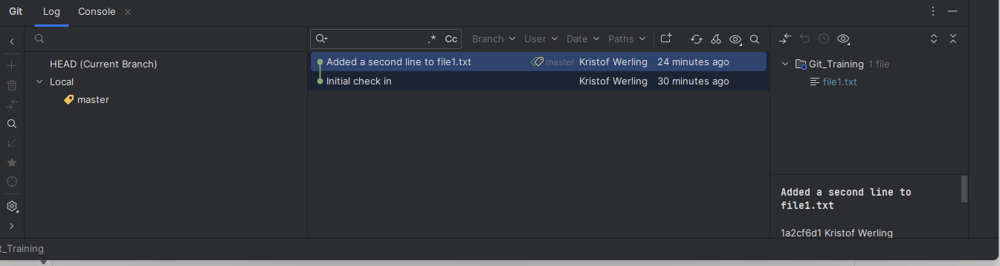 Git Log Console
.* Cc Branch User Date Paths
HEAD (Current Branch)
Local
master
Added a second line to file1.txt master Kristof Werling 24 minutes ago
Initial check in Kristof Werling 30 minutes ago
Git_Training 1 file
file1.txt
Added a second line to
file1.txt
1a2cf6d1 Kristof Werling
t_Training